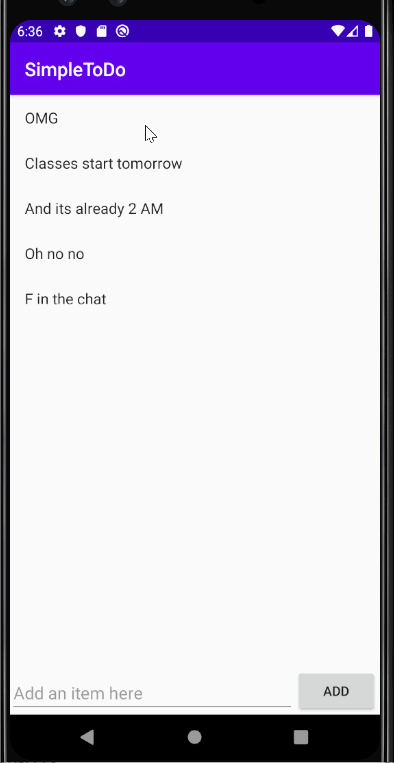 6:36
SimpleToDo
OMG
Classes start tomorrow
And its already 2 AM
Oh no no
F in the chat
Add an item here
ADD